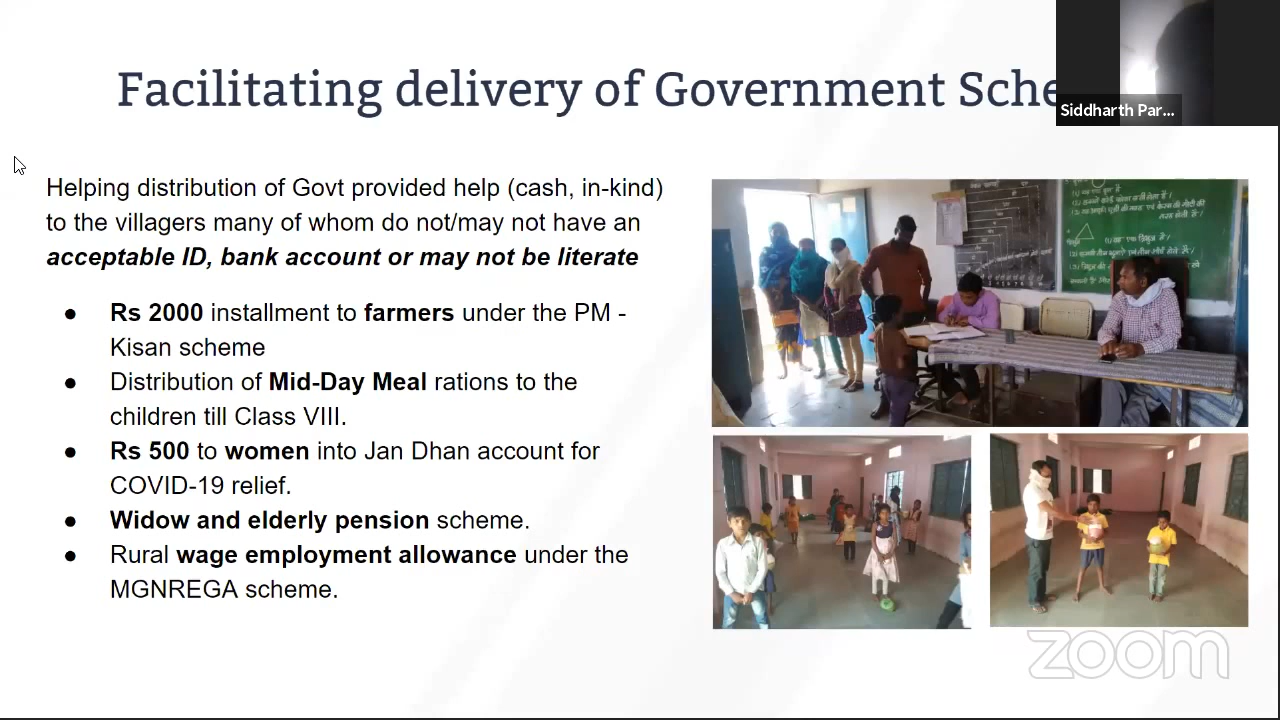 Facilitating delivery of Government Sche
Siddharth Par...
Helping distribution of Govt provided help (cash, in-kind)
to the villagers many of whom do not/may not have an
acceptable ID, bank account or may not be literate
● Rs 2000 installment to farmers under the PM -
Kisan scheme
● Distribution of Mid-Day Meal rations to the
children till Class VIII.
● Rs 500 to women into Jan Dhan account for
COVID-19 relief.
● Widow and elderly pension scheme.
● Rural wage employment allowance under the
MGNREGA scheme.
zoom